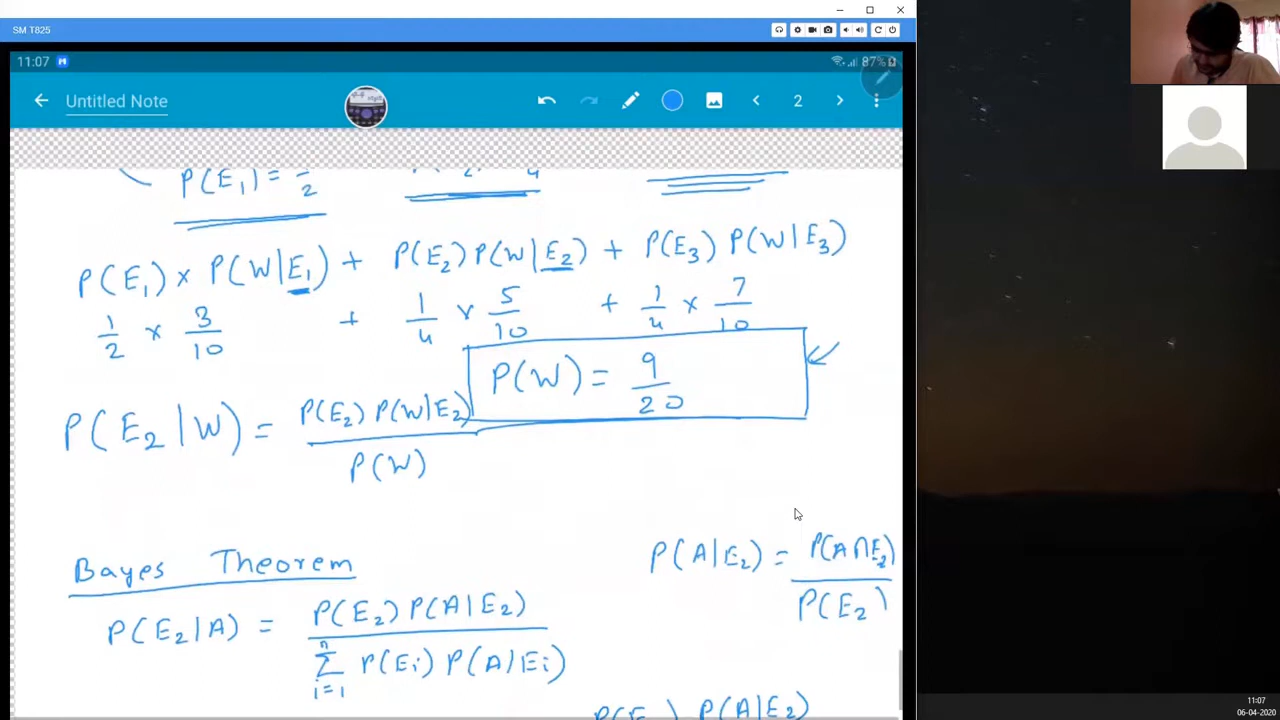 SM T825
11:07 87%
Untitled Note 2
P(E₁) = 1/2
P(E₁) × P(W|E₁) + P(E₂) P(W|E₂) + P(E₃) P(W|E₃)
1/2 × 3/10 + 1/4 × 5/10 + 1/4 × 7/10
P(W) = 9/20
P(E₂|W) = P(E₂) P(W|E₂) / P(W)
Bayes Theorem
P(A|E₂) = P(A∩E₂) / P(E₂)
P(E₂|A) = P(E₂) P(A|E₂) / Σ i=1 n P(Ei) P(A|Ei)
P(A|E₂)
11:07
06-04-2020